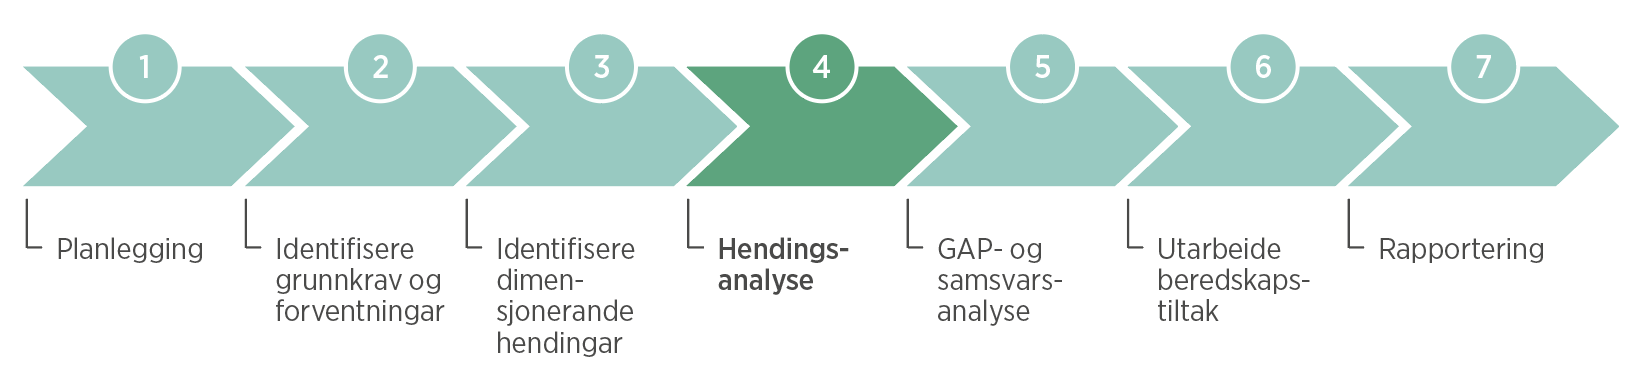 1
2
3
4
5
6
7
Planlegging
Identifisere
grunnkrav og
forventningar
Identifisere
dimen-
sjonerande
hendingar
Hendings-
analyse
GAP- og
samsvars-
analyse
Utarbeide
beredskaps-
tiltak
Rapportering